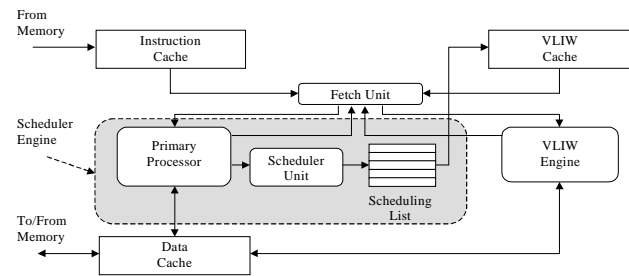 From
Memory
Instruction
Cache
VLIW
Cache
Fetch Unit
Scheduler
Engine
Primary
Processor
Scheduler
Unit
VLIW
Engine
Scheduling
List
To/From
Memory
Data
Cache